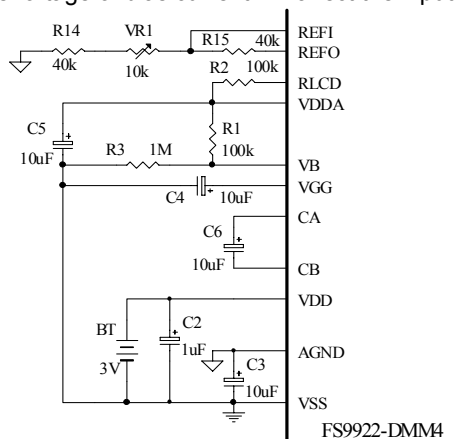 R14
VR1
REFI
R15
40k
REFO
40k
10k
R2
100k
RLCD
VDDA
C5
R1
10uF
R3
1M
100k
VB
VGG
C4
10uF
CA
C6
10uF
CB
VDD
BT
C2
1uF
AGND
3V
C3
10uF
VSS
FS9922-DMM4